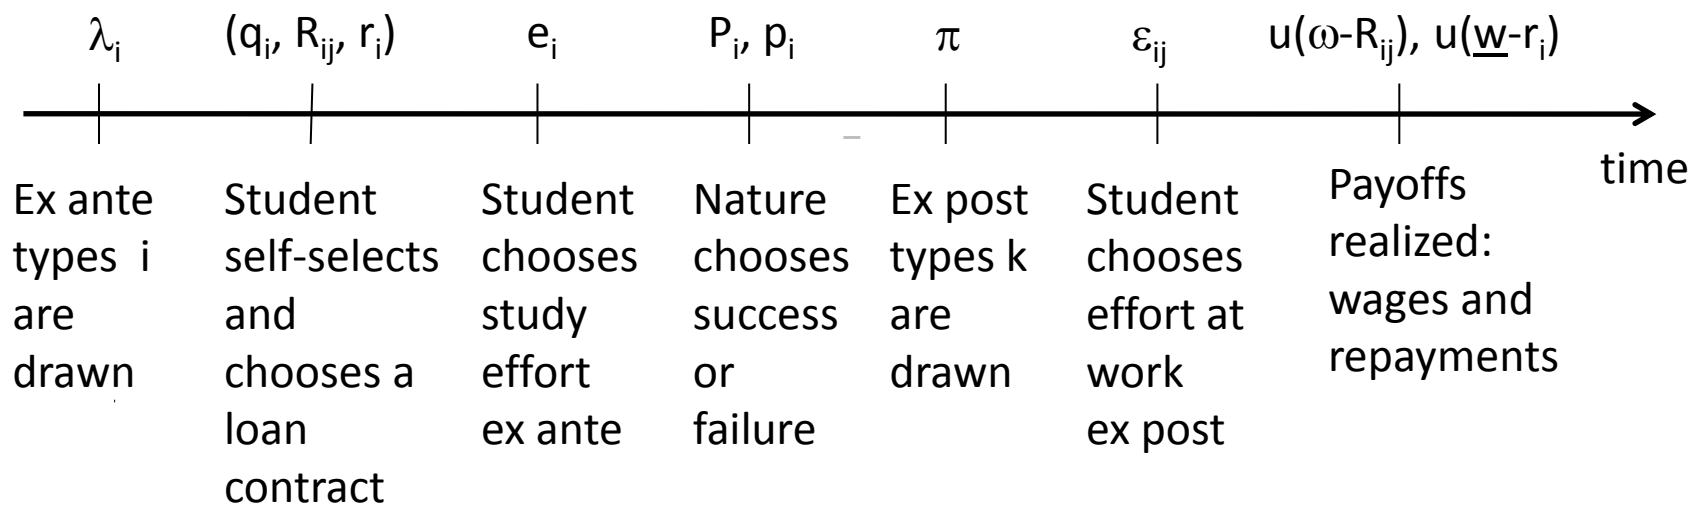 λi (qi, Rij, ri) ei Pi, pi π εij u(ω-Rij), u(w-ri)
time
Ex ante
types i
are
drawn
Student
self-selects
and
chooses a
loan
contract
Student
chooses
study
effort
ex ante
Nature
chooses
success
or
failure
Ex post
types k
are
drawn
Student
chooses
effort at
work
ex post
Payoffs
realized:
wages and
repayments